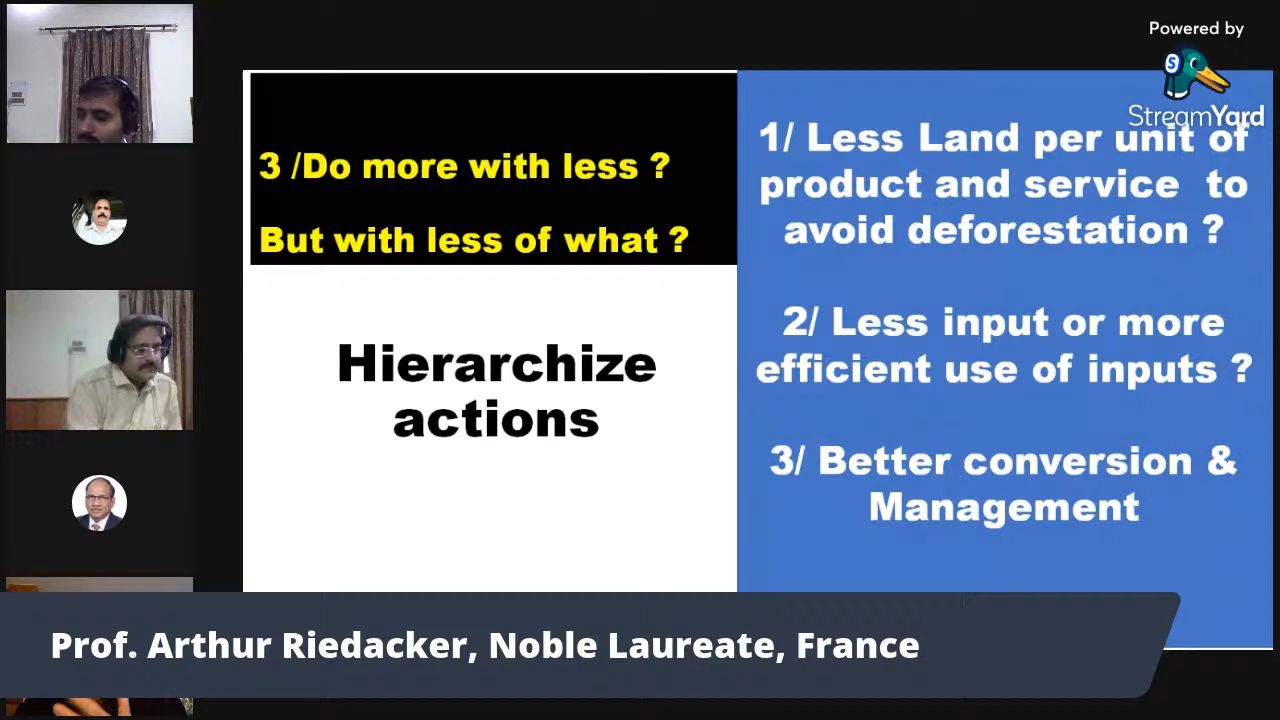 Powered by
StreamYard
3 /Do more with less ?
But with less of what ?
Hierarchize
actions
1/ Less Land per unit of
product and service to
avoid deforestation ?
2/ Less input or more
efficient use of inputs ?
3/ Better conversion &
Management
Prof. Arthur Riedacker, Noble Laureate, France